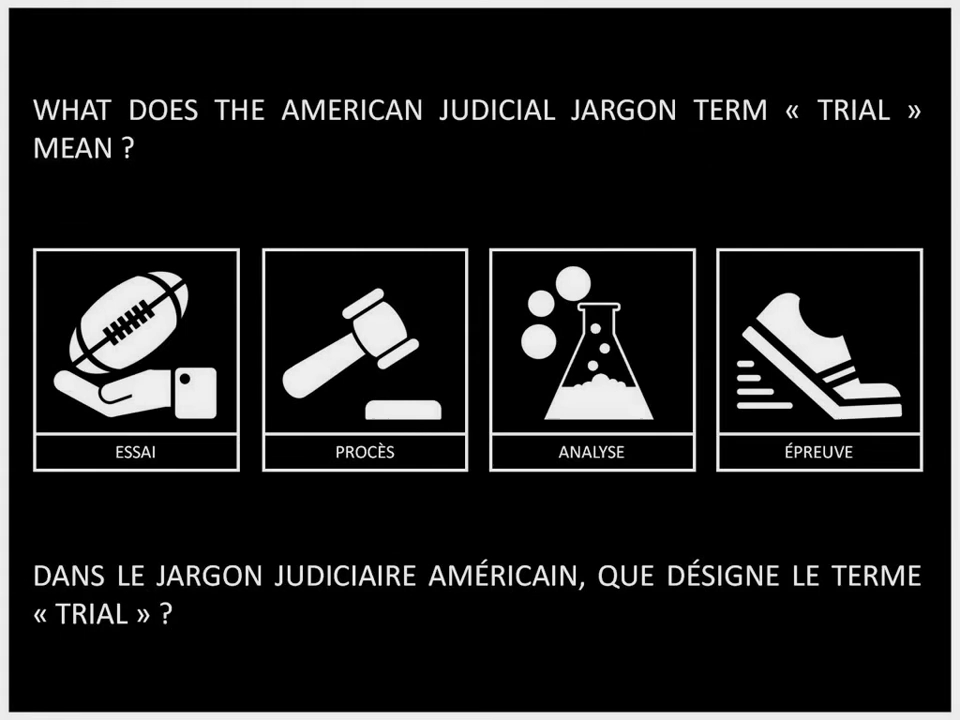 WHAT DOES THE AMERICAN JUDICIAL JARGON TERM « TRIAL »
MEAN ?
ESSAI
PROCÈS
ANALYSE
ÉPREUVE
DANS LE JARGON JUDICIAIRE AMÉRICAIN, QUE DÉSIGNE LE TERME
« TRIAL » ?